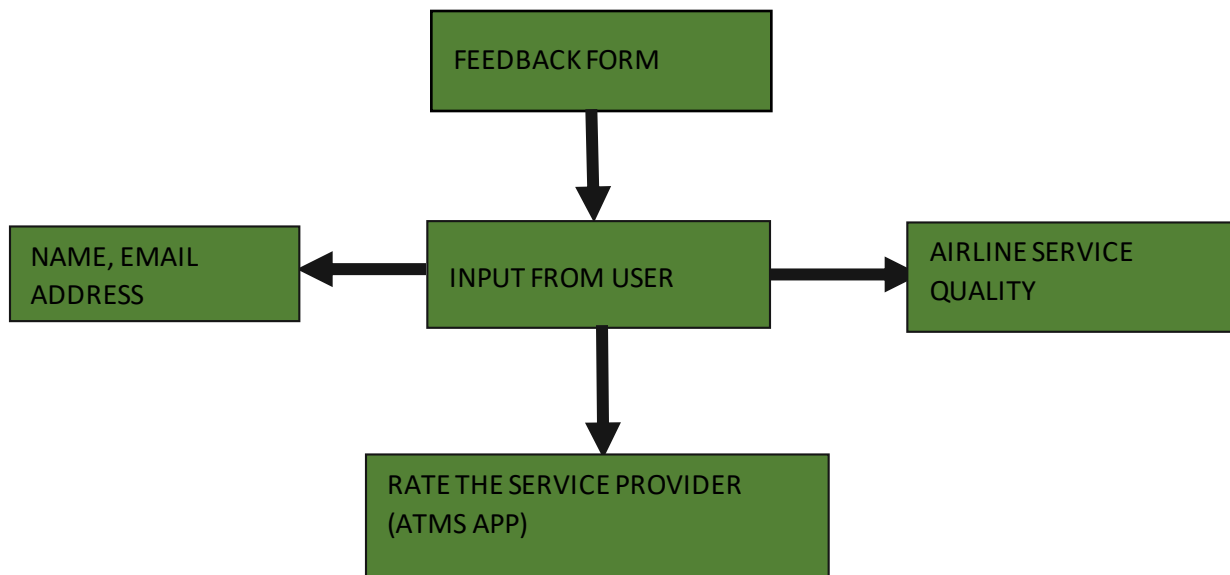 FEEDBACK FORM
NAME, EMAIL
ADDRESS
INPUT FROM USER
AIRLINE SERVICE
QUALITY
RATE THE SERVICE PROVIDER
(ATMS APP)